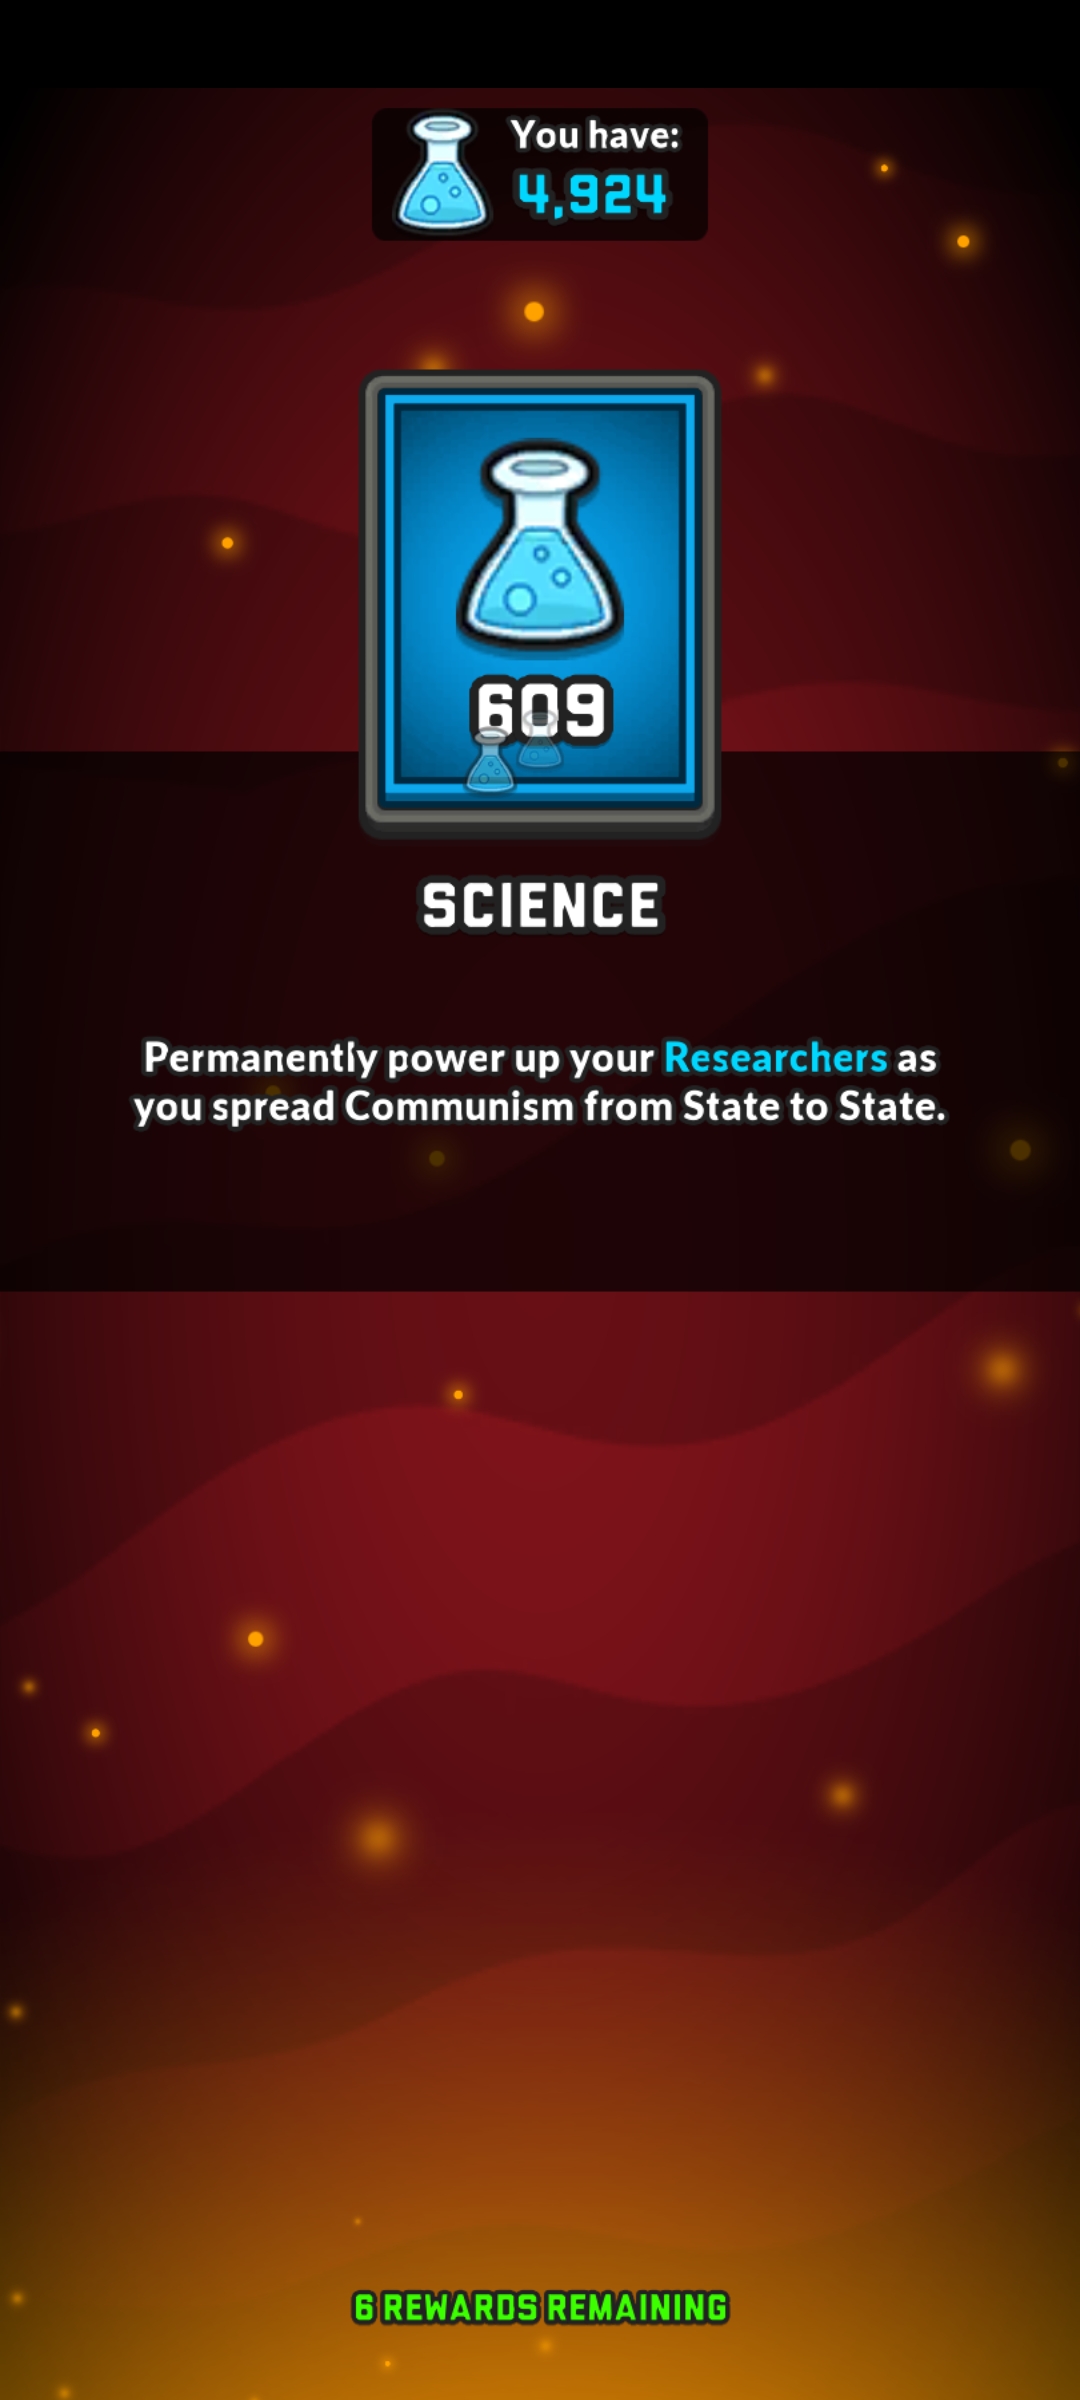 You have:
4,924
609
SCIENCE
Permanently power up your Researchers as
you spread Communism from State to State.
6 REWARDS REMAINING